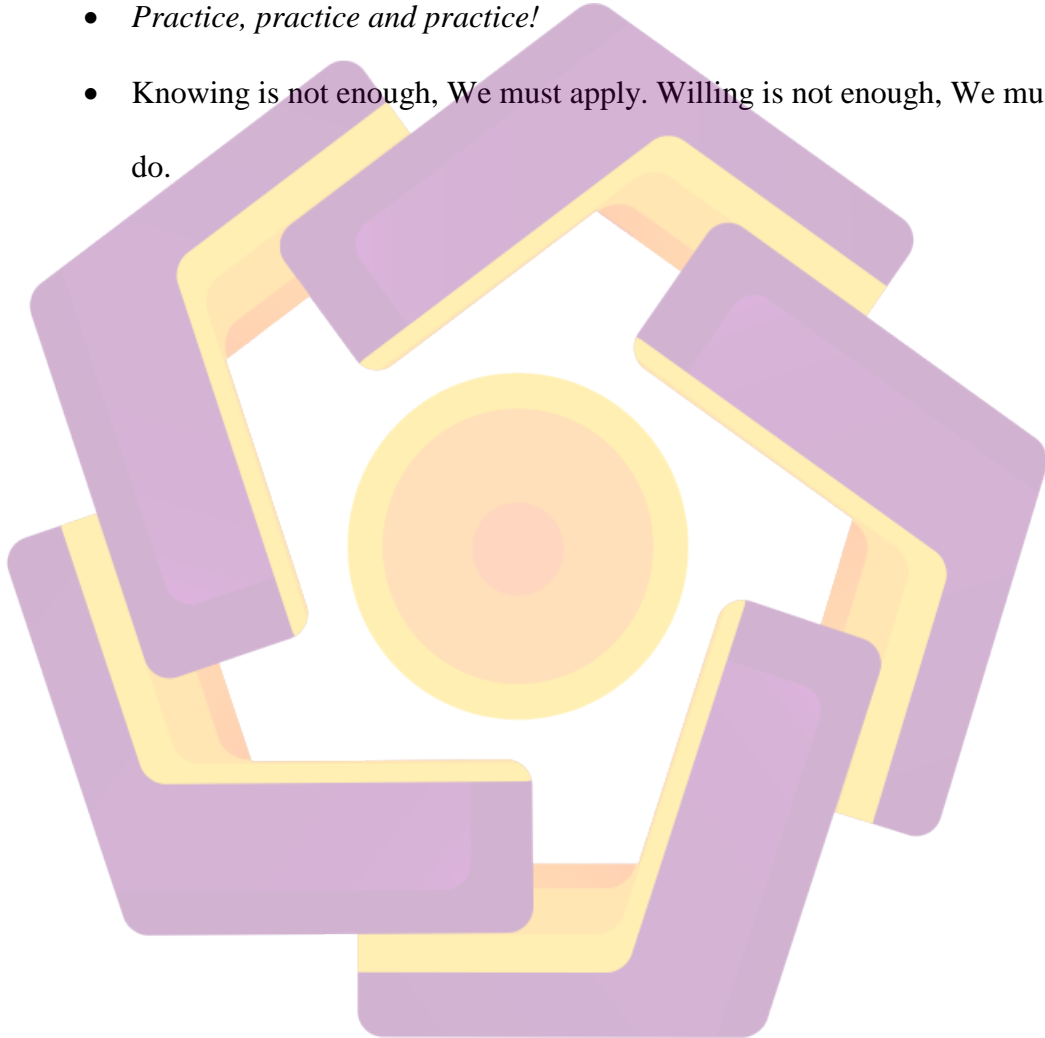 • Practice, practice and practice!
• Knowing is not enough, We must apply. Willing is not enough, We mu
do.